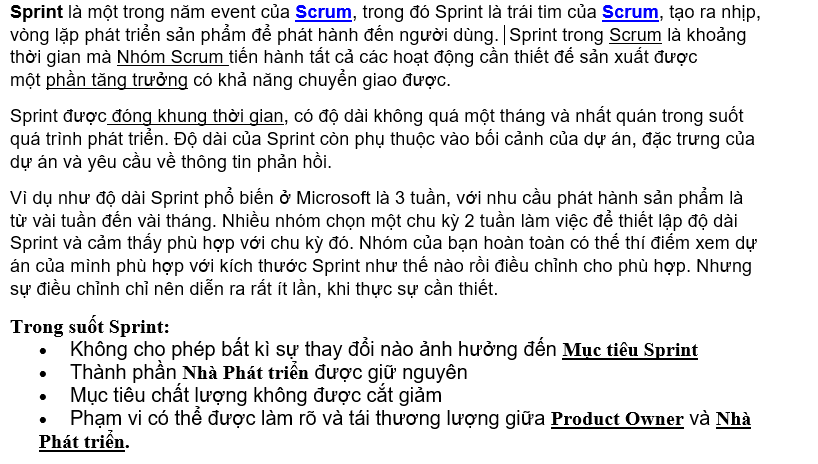 Sprint là một trong năm event của Scrum, trong đó Sprint là trái tim của Scrum, tạo ra nhịp,
vòng lặp phát triển sản phẩm để phát hành đến người dùng. Sprint trong Scrum là khoảng
thời gian mà Nhóm Scrum tiến hành tất cả các hoạt động cần thiết để sản xuất được
một phần tăng trưởng có khả năng chuyển giao được.
Sprint được đóng khung thời gian, có độ dài không quá một tháng và nhất quán trong suốt
quá trình phát triển. Độ dài của Sprint còn phụ thuộc vào bối cảnh của dự án, đặc trưng của
dự án và yêu cầu về thông tin phản hồi.
Ví dụ như độ dài Sprint phổ biến ở Microsoft là 3 tuần, với nhu cầu phát hành sản phẩm là
từ vài tuần đến vài tháng. Nhiều nhóm chọn một chu kỳ 2 tuần làm việc để thiết lập độ dài
Sprint và cảm thấy phù hợp với chu kỳ đó. Nhóm của bạn hoàn toàn có thể thí điểm xem dự
án của mình phù hợp với kích thước Sprint như thế nào rồi điều chỉnh cho phù hợp. Nhưng
sự điều chỉnh chỉ nên diễn ra rất ít lần, khi thực sự cần thiết.
Trong suốt Sprint:
• Không cho phép bất kì sự thay đổi nào ảnh hưởng đến Mục tiêu Sprint
• Thành phần Nhà Phát triển được giữ nguyên
• Mục tiêu chất lượng không được cắt giảm
• Phạm vi có thể được làm rõ và tái thương lượng giữa Product Owner và Nhà
Phát triển.